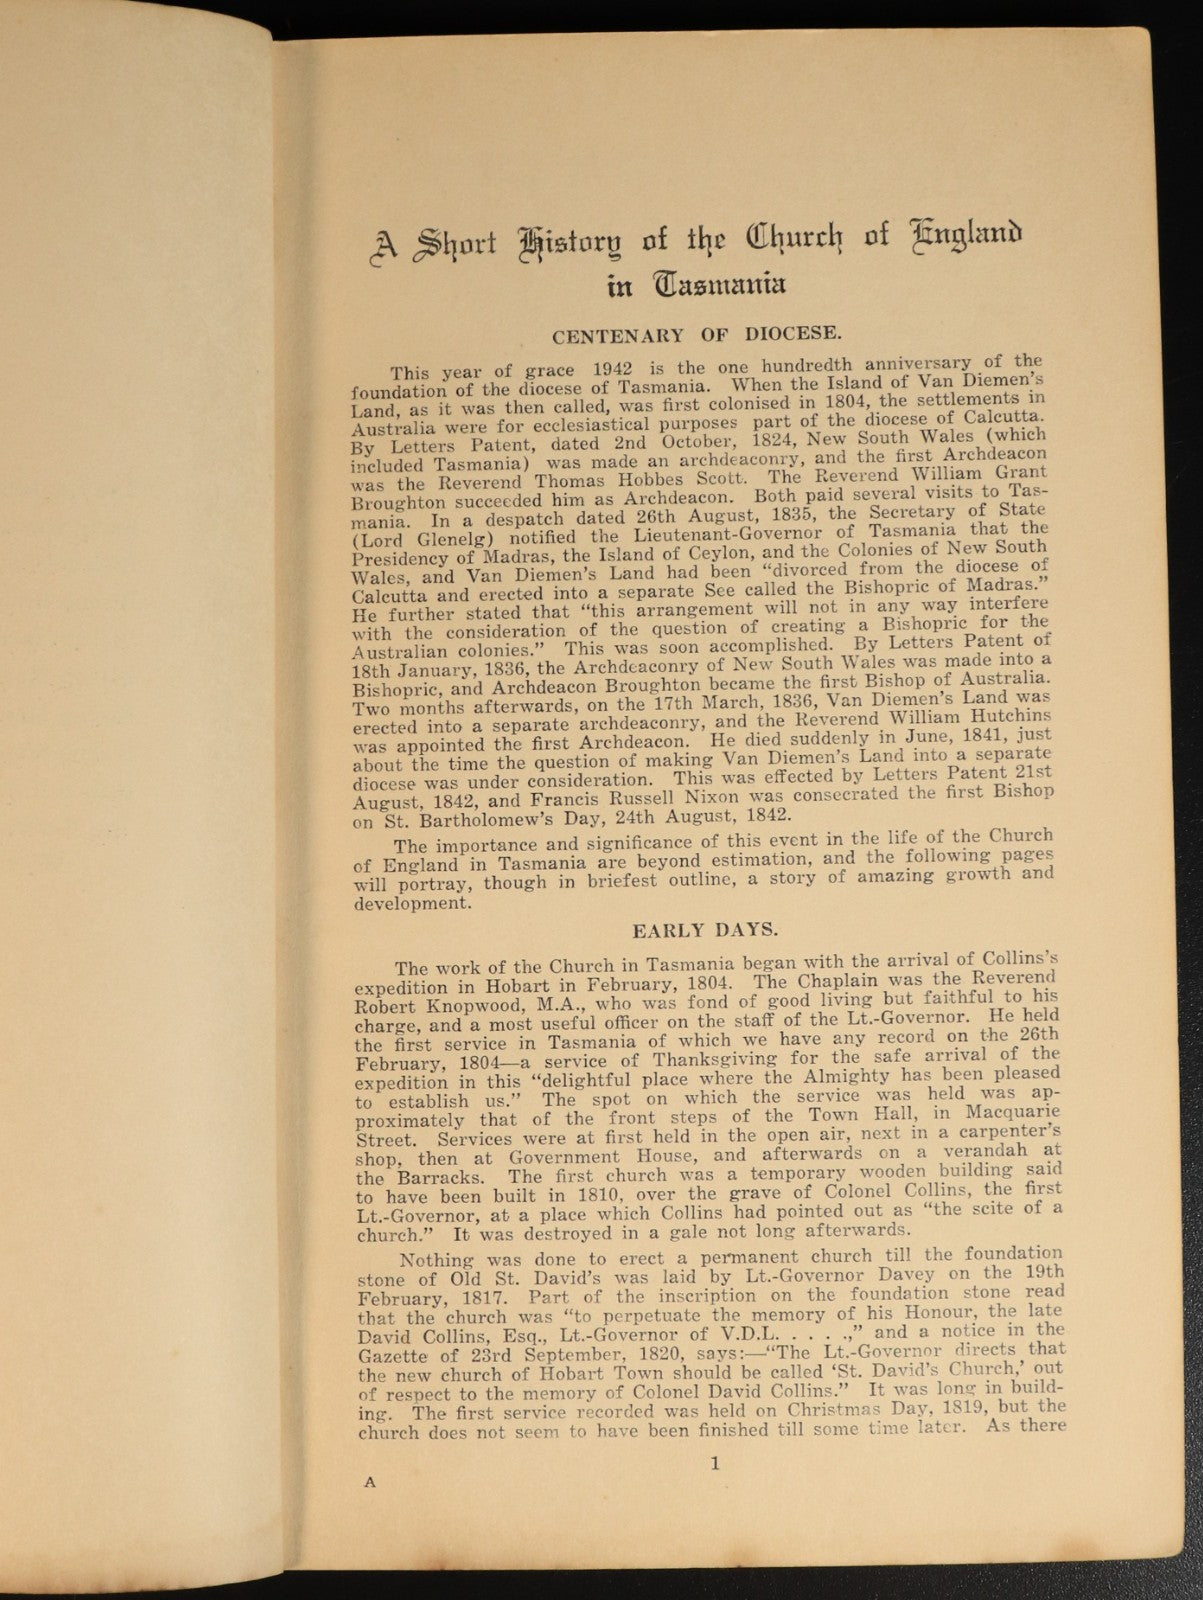 A Short History of the Church of England
in Tasmania
CENTENARY OF DIOCESE.
This year of grace 1942 is the one hundredth anniversary of the
foundation of the diocese of Tasmania. When the Island of Van Diemen's
Land, as it was then called, was first colonised in 1804, the settlements in
Australia were for ecclesiastical purposes part of the diocese of Calcutta.
By Letters Patent, dated 2nd October, 1824, New South Wales (which
included Tasmania) was made an archdeaconry, and the first Archdeacon
was the Reverend Thomas Hobbes Scott. The Reverend William Grant
Broughton succeeded him as Archdeacon. Both paid several visits to Tas-
mania. In a despatch dated 26th August, 1835, the Secretary of State
(Lord Glenelg) notified the Lieutenant-Governor of Tasmania that the
Presidency of Madras, the Island of Ceylon, and the Colonies of New South
Wales, and Van Diemen's Land had been "divorced from the diocese of
Calcutta and erected into a separate See called the Bishopric of Madras."
He further stated that "this arrangement will not in any way interfere
with the consideration of the question of creating a Bishopric for the
Australian colonies." This was soon accomplished. By Letters Patent of
18th January, 1836, the Archdeaconry of New South Wales was made into a
Bishopric, and Archdeacon Broughton became the first Bishop of Australia.
Two months afterwards, on the 17th March, 1836, Van Diemen's Land was
erected into a separate archdeaconry, and the Reverend William Hutchins
was appointed the first Archdeacon. He died suddenly in June, 1841, just
about the time the question of making Van Diemen's Land into a separate
diocese was under consideration. This was effected by Letters Patent 21st
August, 1842, and Francis Russell Nixon was consecrated the first Bishop
on St. Bartholomew's Day, 24th August, 1842.
The importance and significance of this event in the life of the Church
of England in Tasmania are beyond estimation, and the following pages
will portray, though in briefest outline, a story of amazing growth and
development.
EARLY DAYS.
The work of the Church in Tasmania began with the arrival of Collins's
expedition in Hobart in February, 1804. The Chaplain was the Reverend
Robert Knopwood, M.A., who was fond of good living but faithful to his
charge, and a most useful officer on the staff of the Lt.-Governor. He held
the first service in Tasmania of which we have any record on the 26th
February, 1804—a service of Thanksgiving for the safe arrival of the
expedition in this "delightful place where the Almighty has been pleased
to establish us." The spot on which the service was held was ap-
proximately that of the front steps of the Town Hall, in Macquarie
Street. Services were at first held in the open air, next in a carpenter's
shop, then at Government House, and afterwards on a verandah at
the Barracks. The first church was a temporary wooden building said
to have been built in 1810, over the grave of Colonel Collins, the first
Lt.-Governor, at a place which Collins had pointed out as "the scite of a
church." It was destroyed in a gale not long afterwards.
Nothing was done to erect a permanent church till the foundation
stone of Old St. David's was laid by Lt.-Governor Davey on the 19th
February, 1817. Part of the inscription on the foundation stone read
that the church was "to perpetuate the memory of his Honour, the late
David Collins, Esq., Lt.-Governor of V.D.L. . . . .," and a notice in the
Gazette of 23rd September, 1820, says:—"The Lt.-Governor directs that
the new church of Hobart Town should be called 'St. David's Church,' out
of respect to the memory of Colonel David Collins." It was long in build-
ing. The first service recorded was held on Christmas Day, 1819, but the
church does not seem to have been finished till some time later. As there
1
A